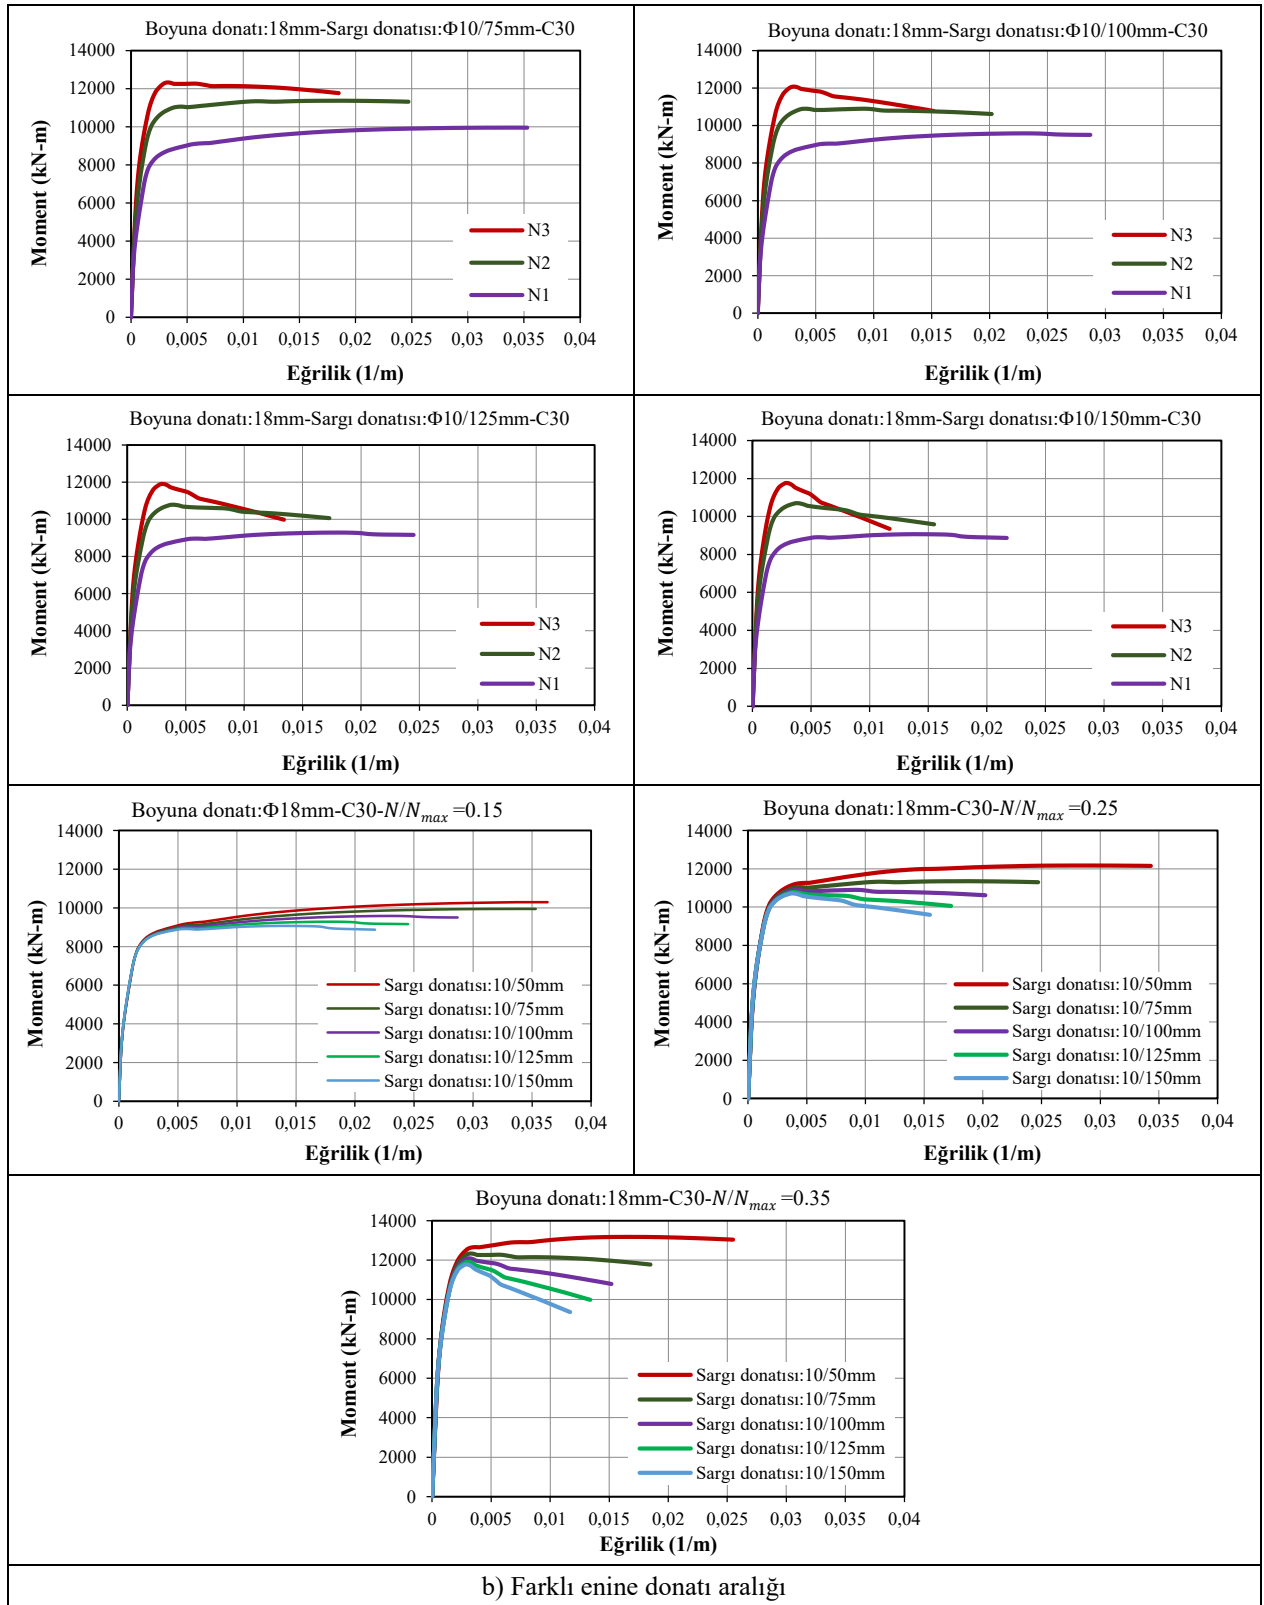 Boyuna donatı:18mm-Sargı donatısı:Φ10/75mm-C30
14000
12000
10000
8000
6000
4000
2000
0
Moment (kN-m)
N3
N2
N1
0 0,005 0,01 0,015 0,02 0,025 0,03 0,035 0,04
Eğrilik (1/m)
Boyuna donatı:18mm-Sargı donatısı:Φ10/100mm-C30
14000
12000
10000
8000
6000
4000
2000
0
Moment (kN-m)
N3
N2
N1
0 0,005 0,01 0,015 0,02 0,025 0,03 0,035 0,04
Eğrilik (1/m)
Boyuna donatı:18mm-Sargı donatısı:Φ10/125mm-C30
14000
12000
10000
8000
6000
4000
2000
0
Moment (kN-m)
N3
N2
N1
0 0,005 0,01 0,015 0,02 0,025 0,03 0,035 0,04
Eğrilik (1/m)
Boyuna donatı:18mm-Sargı donatısı:Φ10/150mm-C30
14000
12000
10000
8000
6000
4000
2000
0
Moment (kN-m)
N3
N2
N1
0 0,005 0,01 0,015 0,02 0,025 0,03 0,035 0,04
Eğrilik (1/m)
Boyuna donatı:Φ18mm-C30-N/Nmax =0.15
14000
12000
10000
8000
6000
4000
2000
0
Moment (kN-m)
Sargı donatısı:10/50mm
Sargı donatısı:10/75mm
Sargı donatısı:10/100mm
Sargı donatısı:10/125mm
Sargı donatısı:10/150mm
0 0,005 0,01 0,015 0,02 0,025 0,03 0,035 0,04
Eğrilik (1/m)
Boyuna donatı:18mm-C30-N/Nmax =0.25
14000
12000
10000
8000
6000
4000
2000
0
Moment (kN-m)
Sargı donatısı:10/50mm
Sargı donatısı:10/75mm
Sargı donatısı:10/100mm
Sargı donatısı:10/125mm
Sargı donatısı:10/150mm
0 0,005 0,01 0,015 0,02 0,025 0,03 0,035 0,04
Eğrilik (1/m)
Boyuna donatı:18mm-C30-N/Nmax =0.35
14000
12000
10000
8000
6000
4000
2000
0
Moment (kN-m)
Sargı donatısı:10/50mm
Sargı donatısı:10/75mm
Sargı donatısı:10/100mm
Sargı donatısı:10/125mm
Sargı donatısı:10/150mm
0 0,005 0,01 0,015 0,02 0,025 0,03 0,035 0,04
Eğrilik (1/m)
b) Farklı enine donatı aralığı